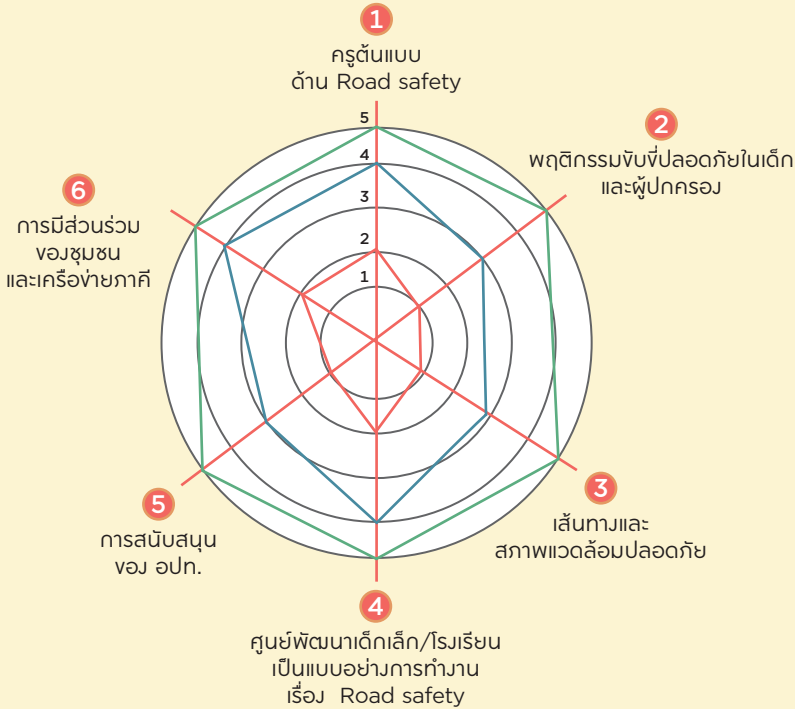 1
ครูต้นแบบ
ด้าน Road safety
2
พฤติกรรมขับขี่ปลอดภัยในเด็ก
และผู้ปกครอง
3
เส้นทางและ
สภาพแวดล้อมปลอดภัย
4
ศูนย์พัฒนาเด็กเล็ก/โรงเรียน
เป็นแบบอย่างการทำงาน
เรื่อง Road safety
5
การสนับสนุน
ของ อปท.
6
การมีส่วนร่วม
ของชุมชน
และเครือข่ายภาคี
5
4
3
2
1